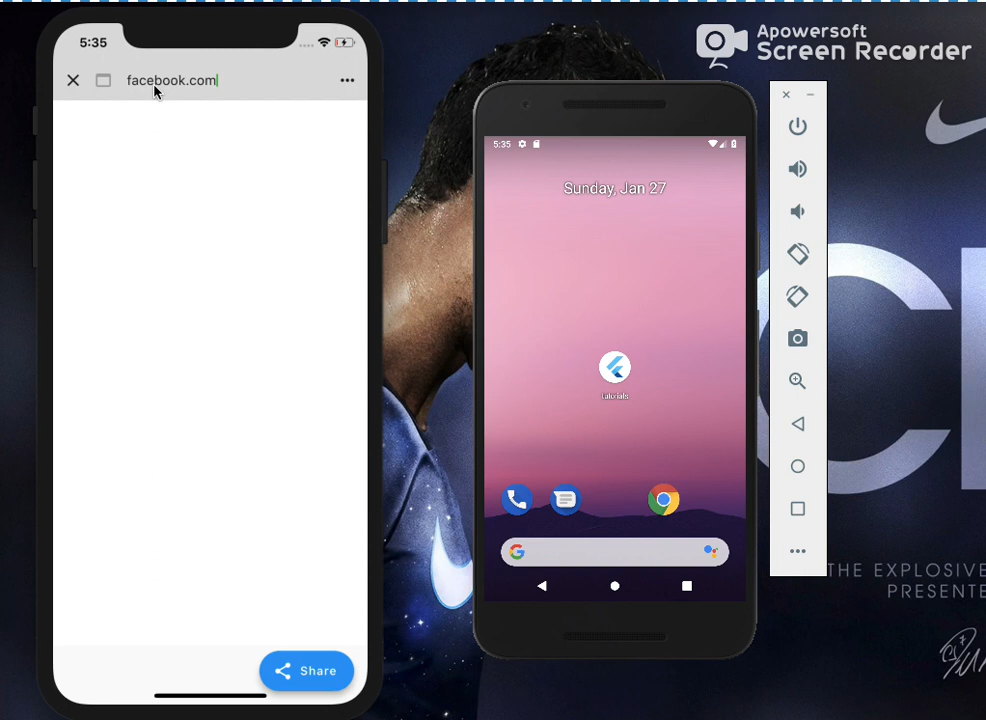 5:35
facebook.com
Share
Apowersoft
Screen Recorder
5:35
Sunday, Jan 27
tutorials
THE EXPLOSIVE
PRESENTE